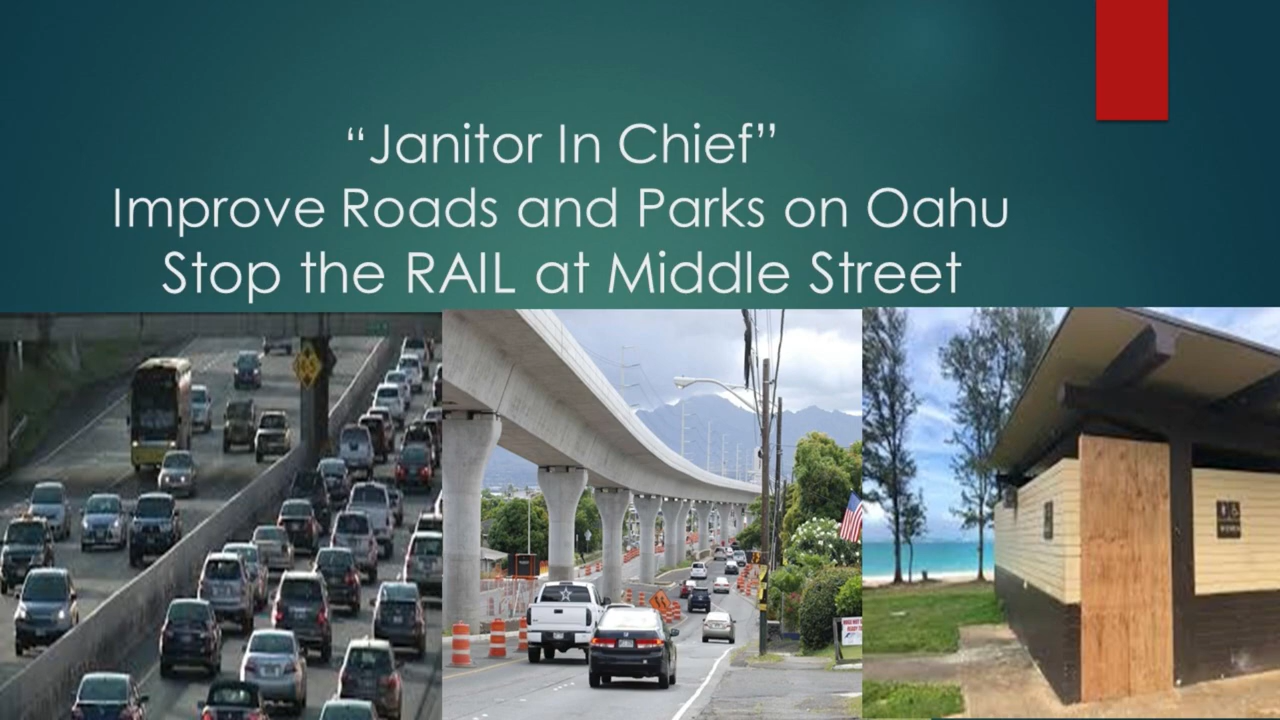 “Janitor In Chief”
Improve Roads and Parks on Oahu
Stop the RAIL at Middle Street